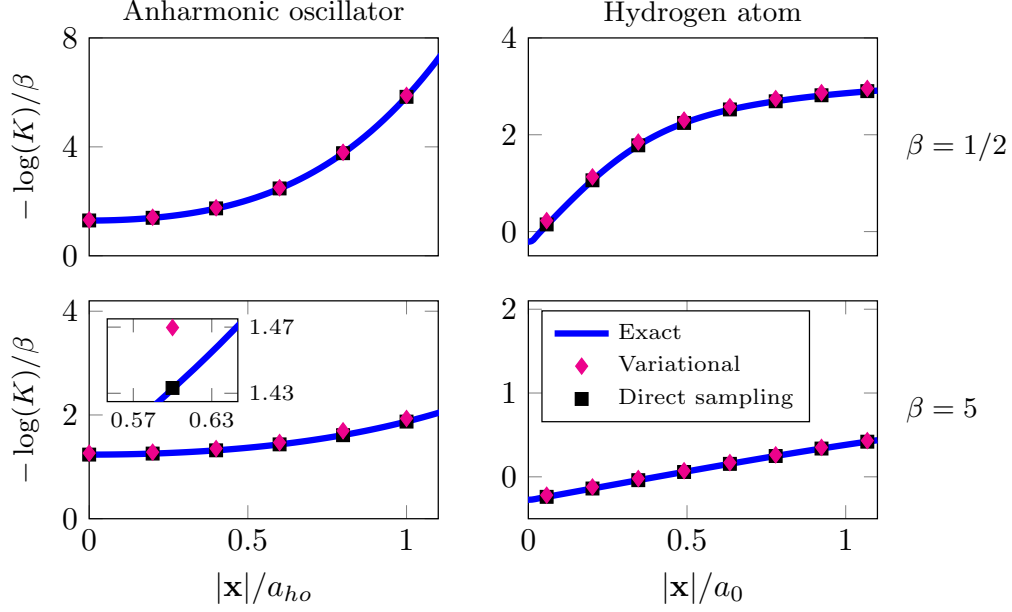 Anharmonic oscillator
Hydrogen atom
− log(K)/β
8
4
0
4
2
0
β = 1/2
− log(K)/β
4
2
0
0
0.5
1
1.47
1.43
0.57
0.63
|x|/a_{ho}
2
1
0
Exact
Variational
Direct sampling
0
0.5
1
|x|/a_0
β = 5